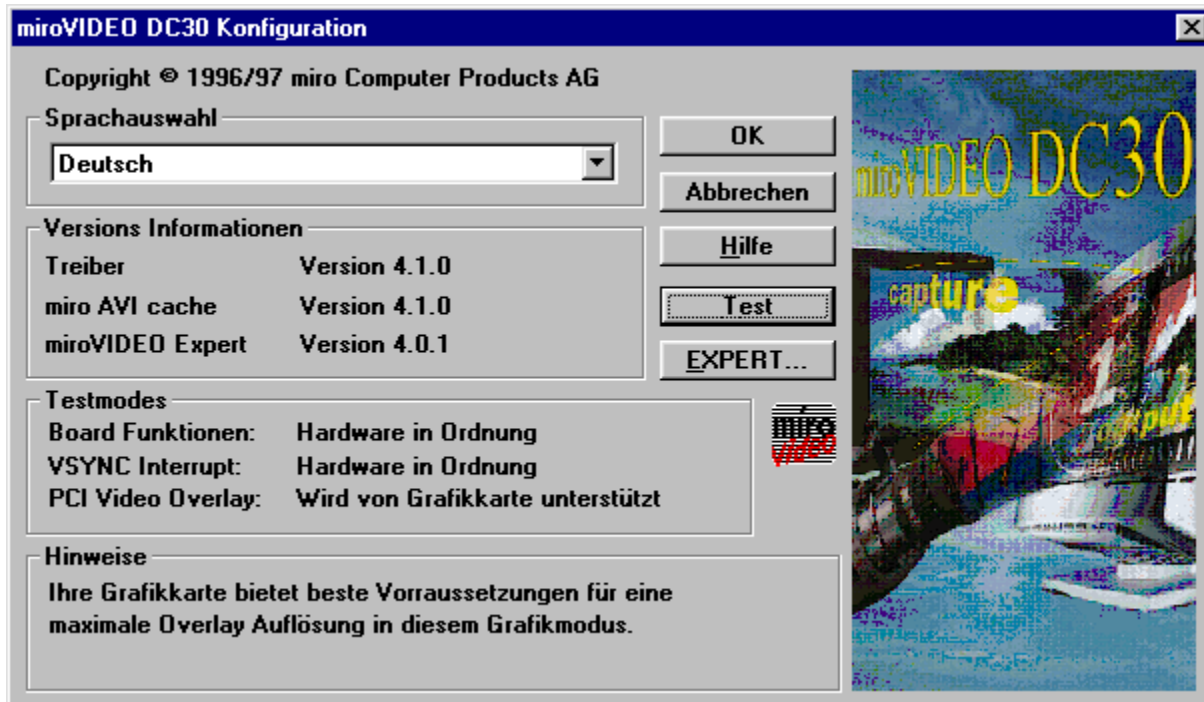 miroVIDEO DC30 Konfiguration
Copyright © 1996/97 miro Computer Products AG
Sprachauswahl
Deutsch
OK
Abbrechen
Hilfe
Test
EXPERT...
Versions Informationen
Treiber Version 4.1.0
miro AVI cache Version 4.1.0
miroVIDEO Expert Version 4.0.1
Testmodes
Board Funktionen: Hardware in Ordnung
VSYNC Interrupt: Hardware in Ordnung
PCI Video Overlay: Wird von Grafikkarte unterstützt
Hinweise
Ihre Grafikkarte bietet beste Vorraussetzungen für eine
maximale Overlay Auflösung in diesem Grafikmodus.
miro
video
miroVIDEO DC30
capture
output